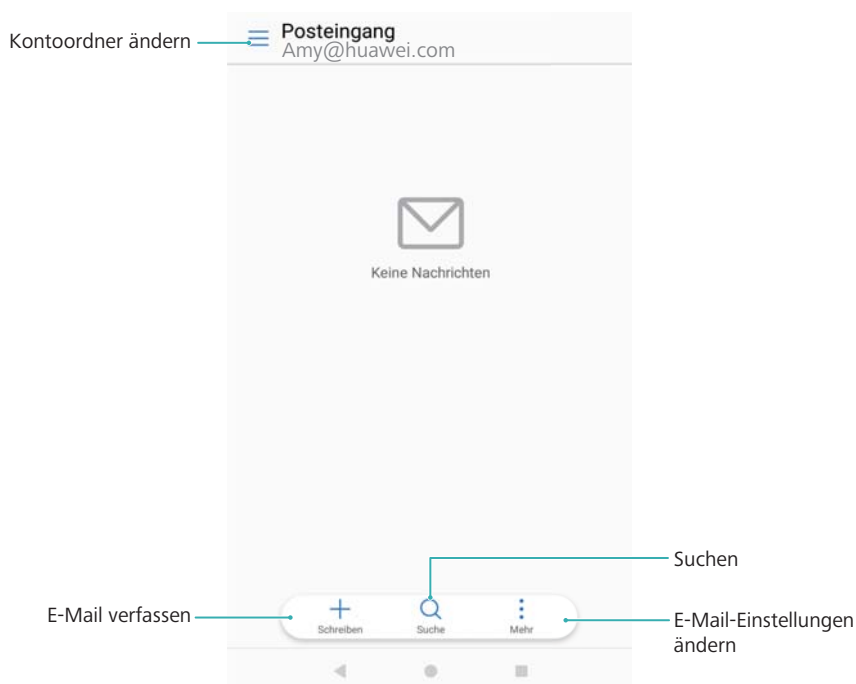 Kontoordner ändern
Posteingang
Amy@huawei.com
Keine Nachrichten
Suchen
E-Mail verfassen
Schreiben
Suche
Mehr
E-Mail-Einstellungen
ändern